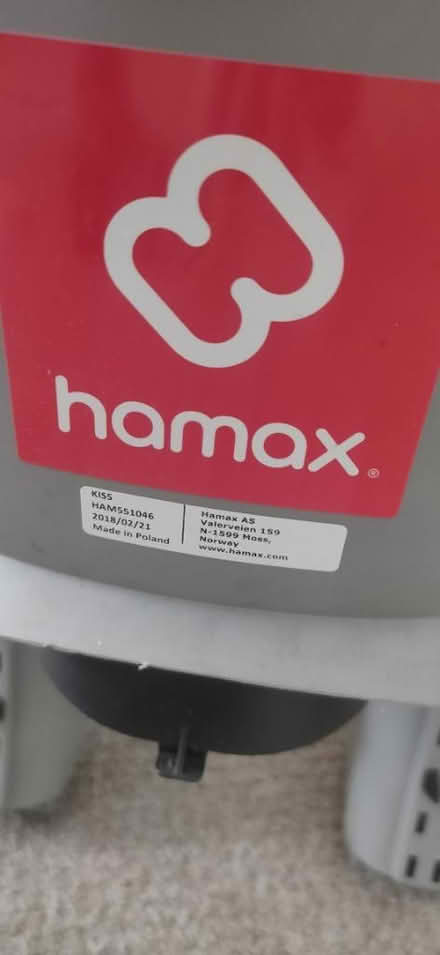 hamax®
KISS
HAM551046
2018/02/21
Made in Poland
Hamax AS
Valerveien 159
N-1599 Moss,
Norway
www.hamax.com